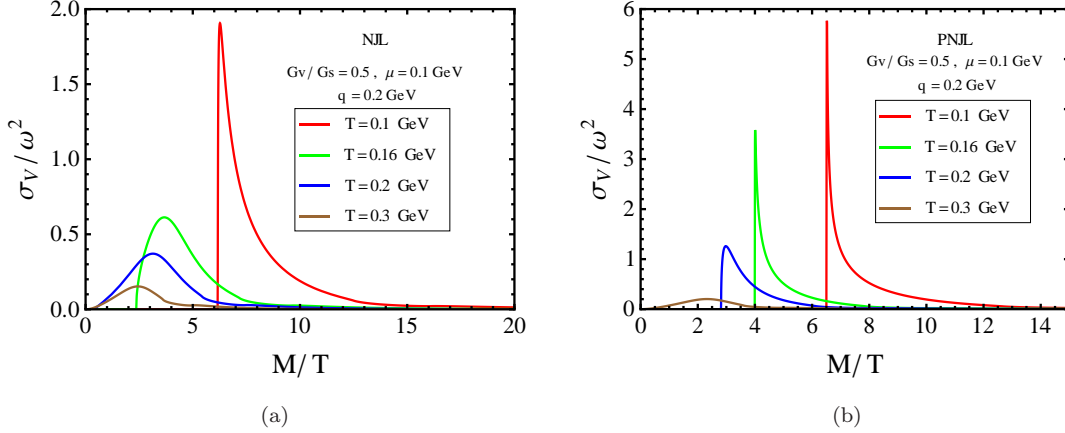 2.0
1.5
1.0
0.5
0.0
σV/ω²
0 5 10 15 20
M/T
NJL
Gv/Gs=0.5 , μ=0.1 GeV
q=0.2 GeV
T=0.1 GeV
T=0.16 GeV
T=0.2 GeV
T=0.3 GeV
(a)
6
5
4
3
2
1
0
σV/ω²
0 2 4 6 8 10 12 14
M/T
PNJL
Gv/Gs=0.5 , μ=0.1 GeV
q=0.2 GeV
T=0.1 GeV
T=0.16 GeV
T=0.2 GeV
T=0.3 GeV
(b)